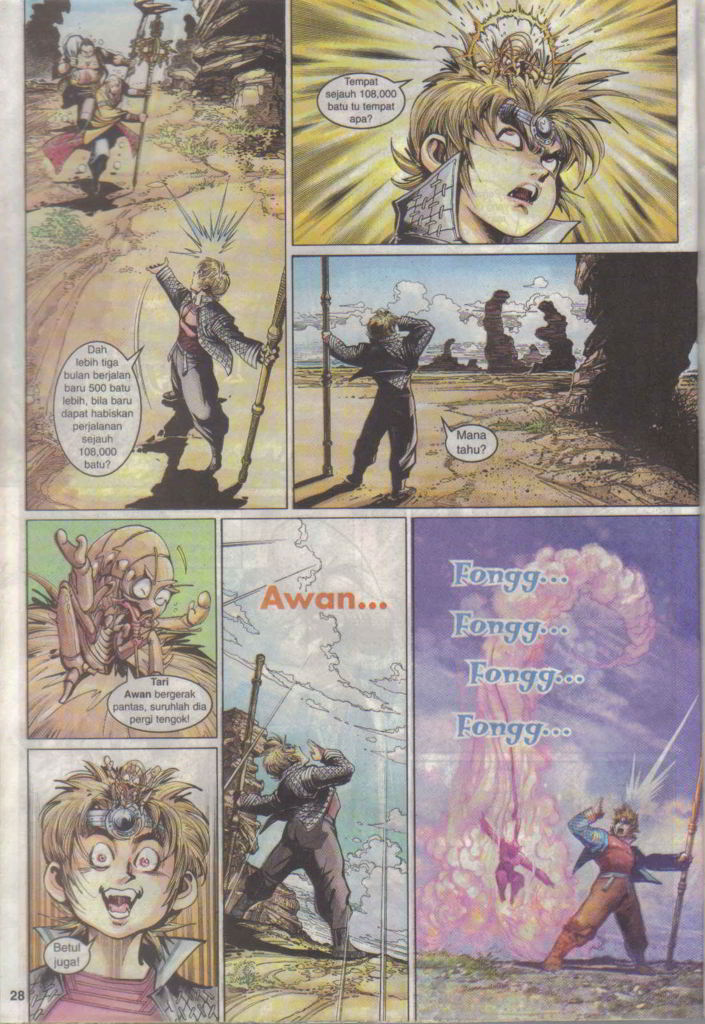 Dah
lebih tiga
bulan berjalan
baru 500 batu
lebih, bila baru
dapat habiskan
perjalanan
sejauh
108,000
batu?
Tempat
sejauh 108,000
batu tu tempat
apa?
Mana
tahu?
Tari
Awan bergerak
pantas, suruhlah dia
pergi tengok!
Betul
juga!
Awan...
Fongg...
Fongg...
Fongg...
Fongg...
28